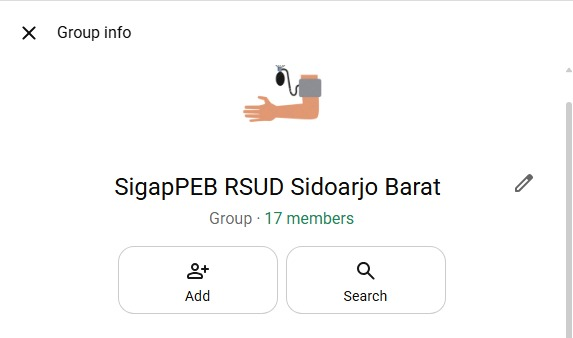 Group info
SigapPEB RSUD Sidoarjo Barat
Group · 17 members
Add
Search